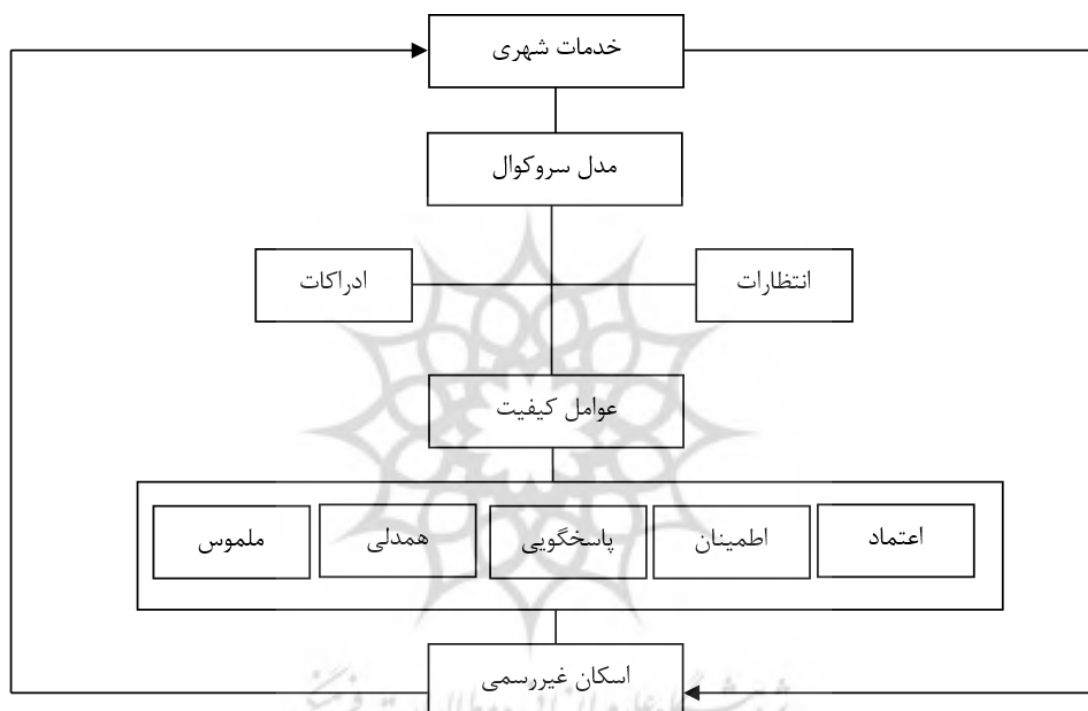 خدمات شهری
مدل سروکوال
انتظارات
ادراکات
عوامل کیفیت
اعتماد
اطمینان
پاسخگویی
همدلی
ملموس
اسکان غیررسمی